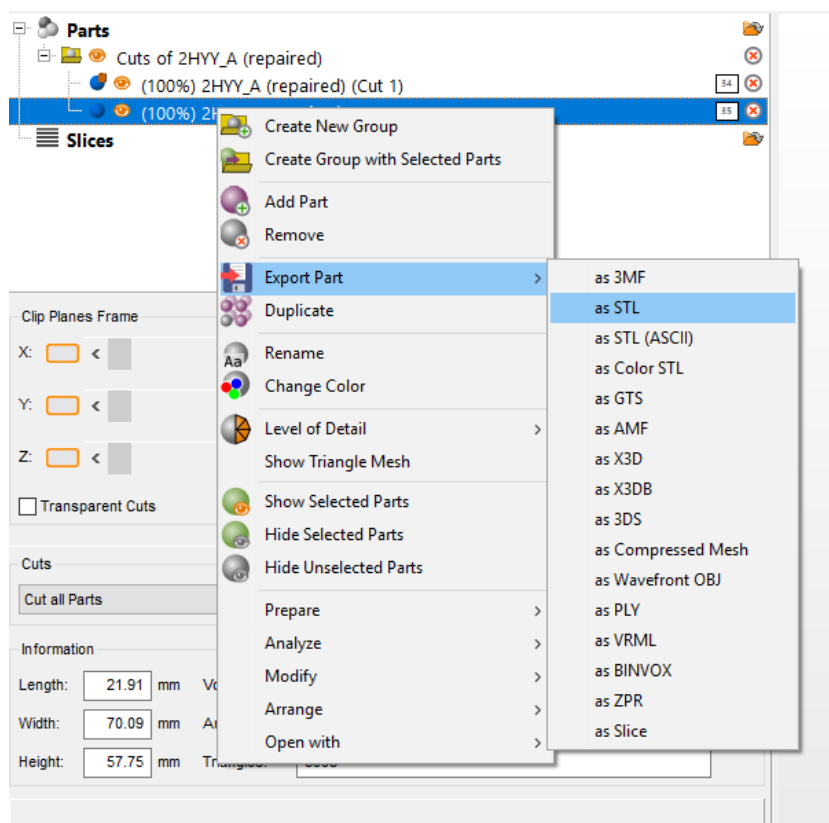 Parts
Cuts of 2HYY_A (repaired)
(100%) 2HYY_A (repaired) (Cut 1)
34
(100%)
35
Slices
Create New Group
Create Group with Selected Parts
Add Part
Remove
Export Part
Duplicate
Rename
Change Color
Level of Detail
Show Triangle Mesh
Show Selected Parts
Hide Selected Parts
Hide Unselected Parts
Prepare
Analyze
Modify
Arrange
Open with
as 3MF
as STL
as STL (ASCII)
as Color STL
as GTS
as AMF
as X3D
as X3DB
as 3DS
as Compressed Mesh
as Wavefront OBJ
as PLY
as VRML
as BINVOX
as ZPR
as Slice
Clip Planes Frame
X: <
Y: <
Z: <
Transparent Cuts
Cuts
Cut all Parts
Information
Length: 21.91 mm
Width: 70.09 mm
Height: 57.75 mm